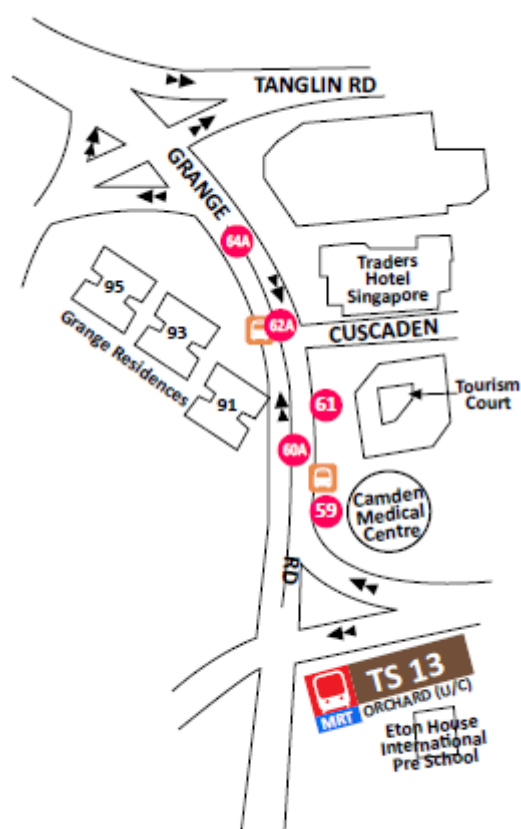 TANGLIN RD
GRANGE
64A
Traders
Hotel
Singapore
95
93
91
Grange Residences
62A
CUSCADEN
61
Tourism
Court
60A
59
Camden
Medical
Centre
RD
TS 13
MRT
ORCHARD (U/C)
Eton House
International
Pre School